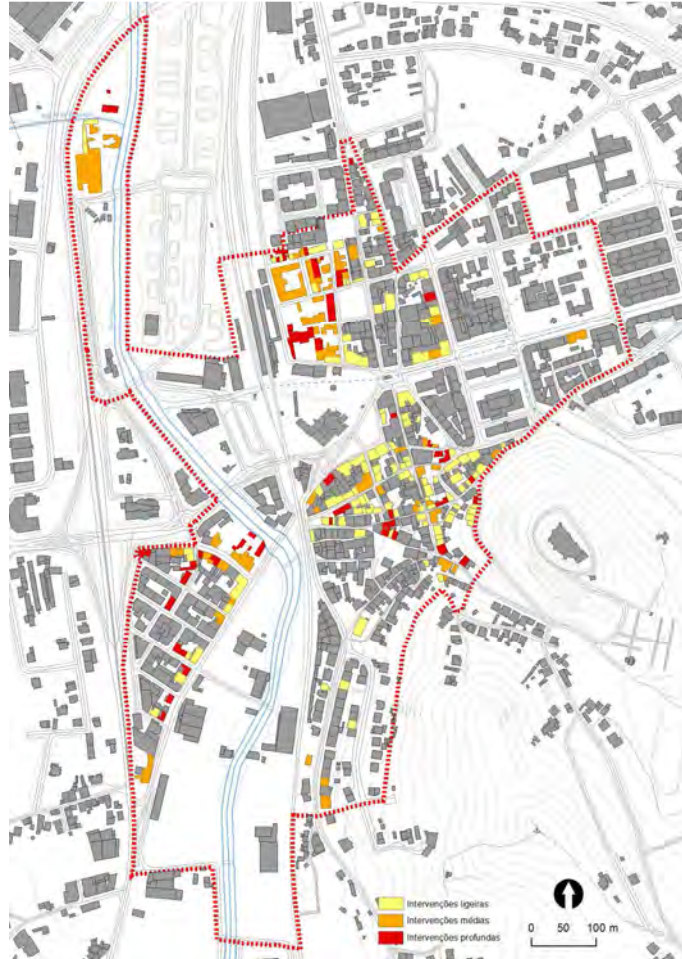 Intervenções ligeiras
Intervenções médias
Intervenções profundas
0 50 100 m